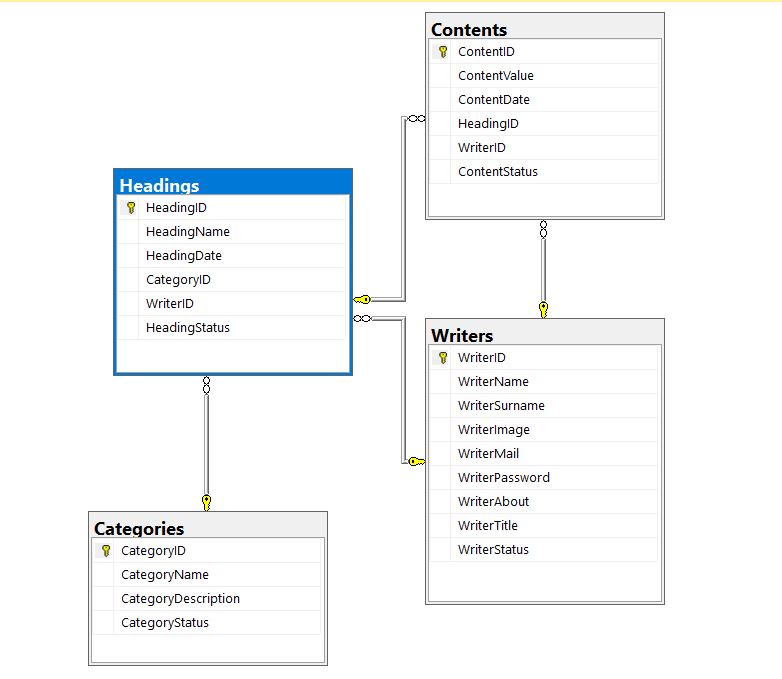 Contents
ContentID
ContentValue
ContentDate
HeadingID
WriterID
ContentStatus
Headings
HeadingID
HeadingName
HeadingDate
CategoryID
WriterID
HeadingStatus
Writers
WriterID
WriterName
WriterSurname
WriterImage
WriterMail
WriterPassword
WriterAbout
WriterTitle
WriterStatus
Categories
CategoryID
CategoryName
CategoryDescription
CategoryStatus